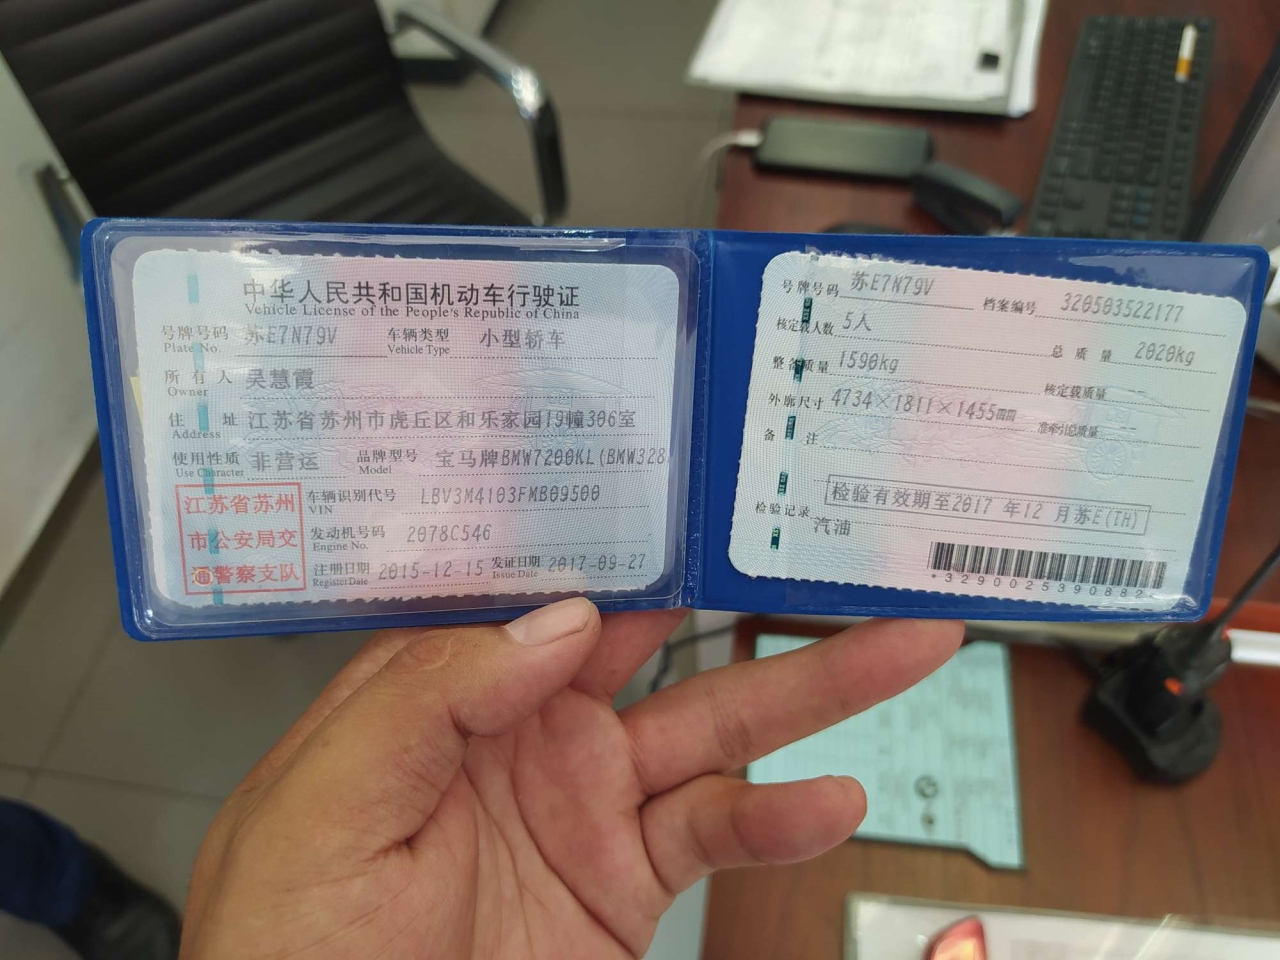 中华人民共和国机动车行驶证
Vehicle License of the People's Republic of China
号牌号码 苏E7N79V 车辆类型 小型轿车
Plate No. Vehicle Type
所有人 吴慧霞
Owner
住址 江苏省苏州市虎丘区和乐家园19幢306室
Address
使用性质 非营运 品牌型号 宝马牌BMW7200KL(BMW328
Use Character Model
江苏省苏州
市公安局交
通警察支队
车辆识别代号 LBV3M4103FMB09500
VIN
发动机号码 2078C546
Engine No.
注册日期 2015-12-15 发证日期 2017-09-27
Register Date Issue Date
号牌号码 苏E7N79V 档案编号 320503522177
核定载人数 5人 总质量 2020kg
整备质量 1590kg 核定载质量 --
外廓尺寸 4734×1811×1455㎜ 准牵引总质量 --
备注
检验有效期至2017 年12 月苏E(TH)
检验记录
汽油
*3290025390882*